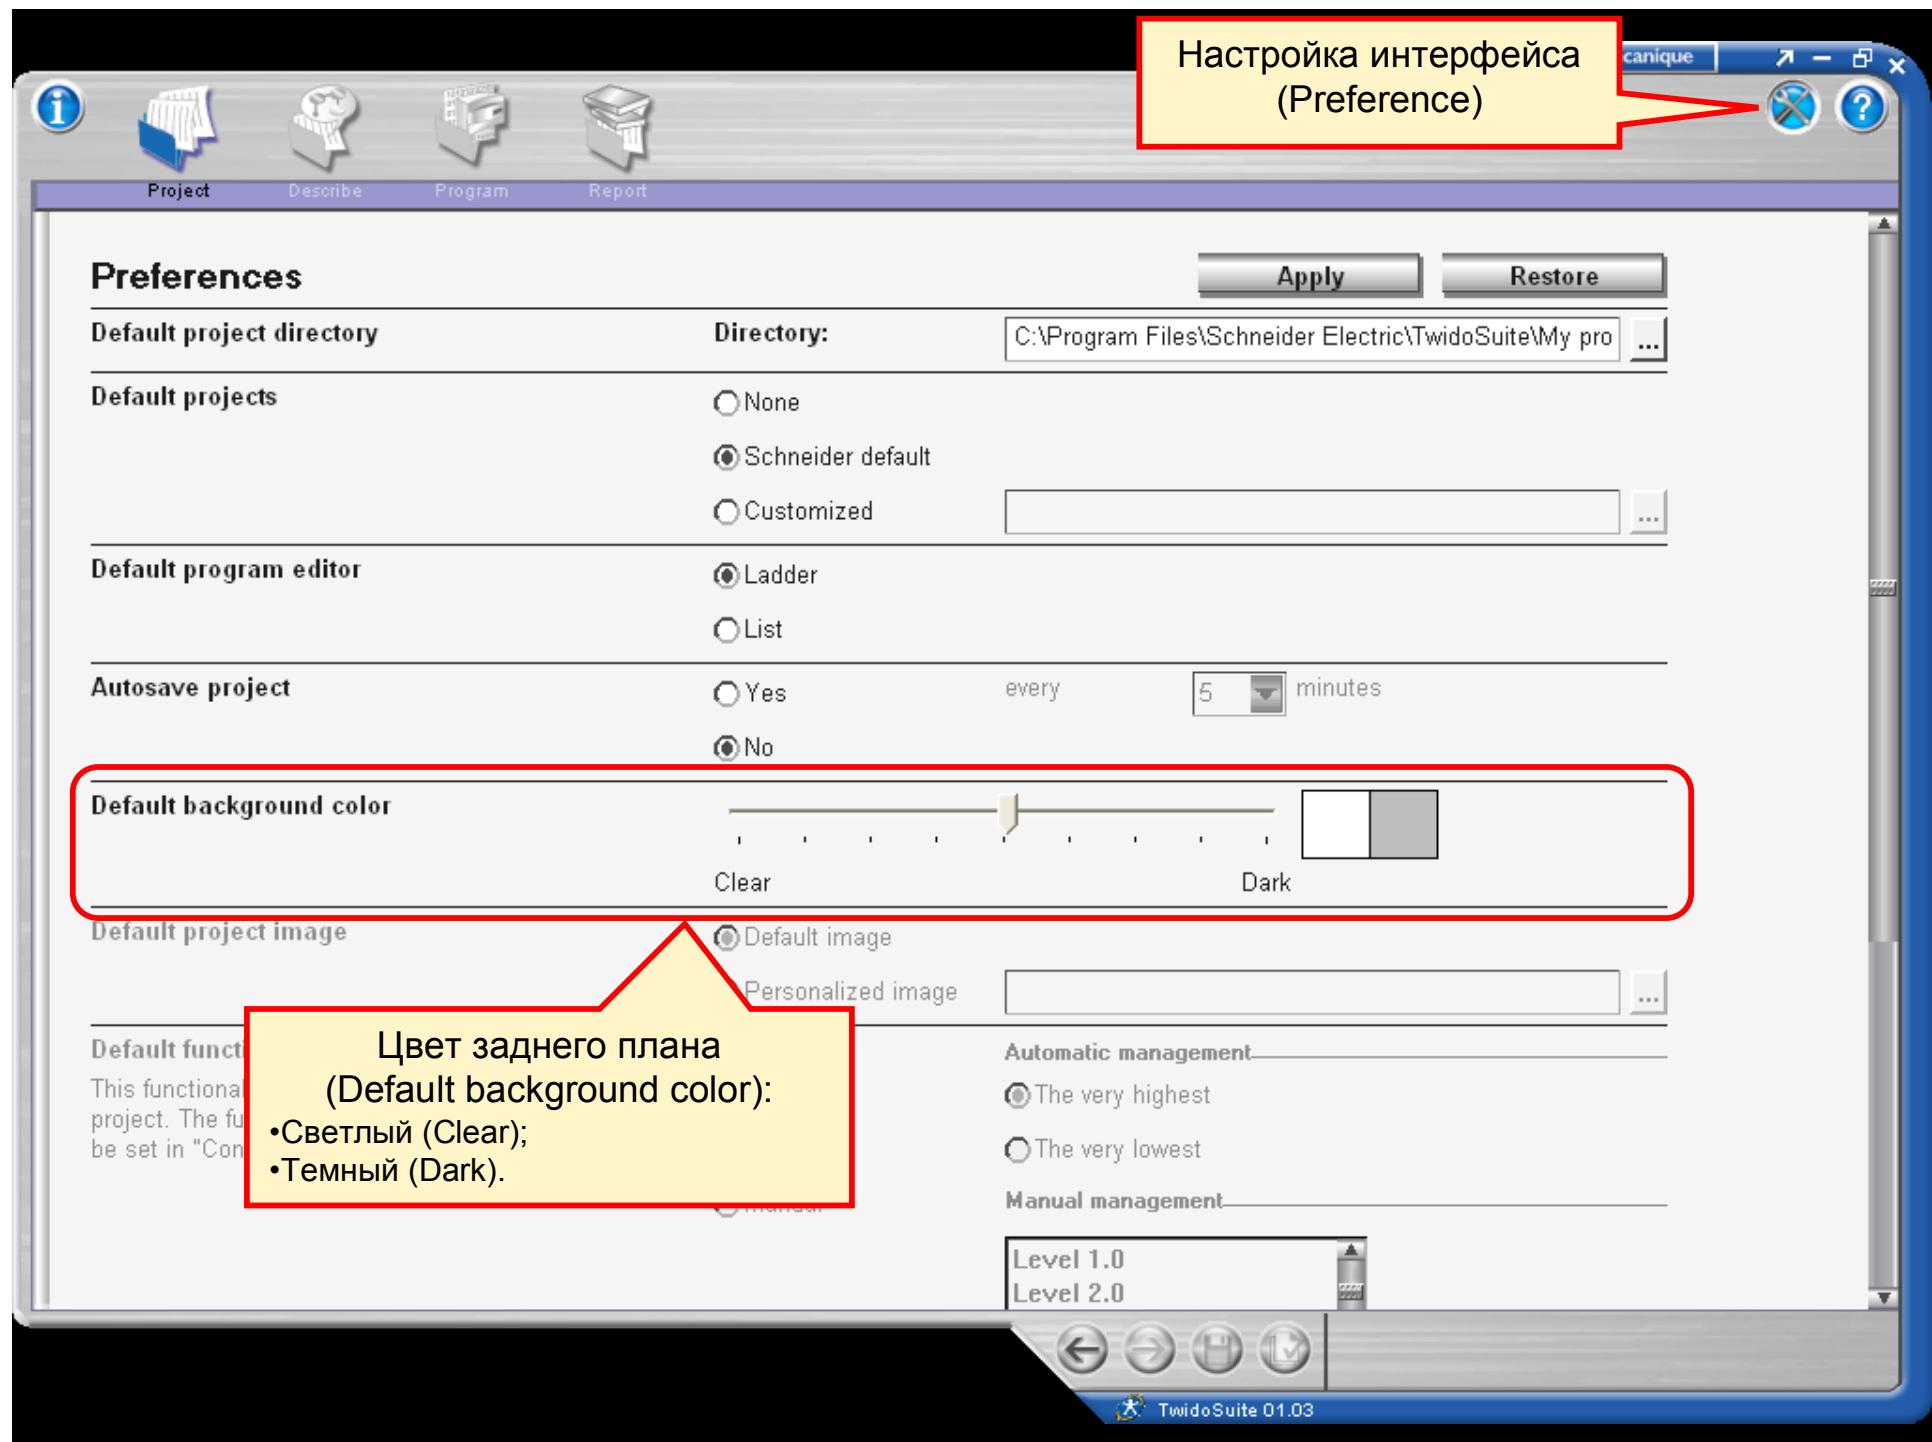 Настройка интерфейса
(Preference)
canique
Project
Describe
Program
Report
Preferences
Apply
Restore
Default project directory
Directory:
C:\Program Files\Schneider Electric\TwidoSuite\My pro
...
Default projects
None
Schneider default
Customized
...
Default program editor
Ladder
List
Autosave project
Yes
every
5
minutes
No
Default background color
Clear
Dark
Default project image
Default image
Personalized image
...
Default functi
Automatic management
This functional
project. The fu
be set in "Con
The very highest
The very lowest
Цвет заднего плана
(Default background color):
•Светлый (Clear);
•Темный (Dark).
Manual management
Level 1.0
Level 2.0
TwidoSuite 01.03